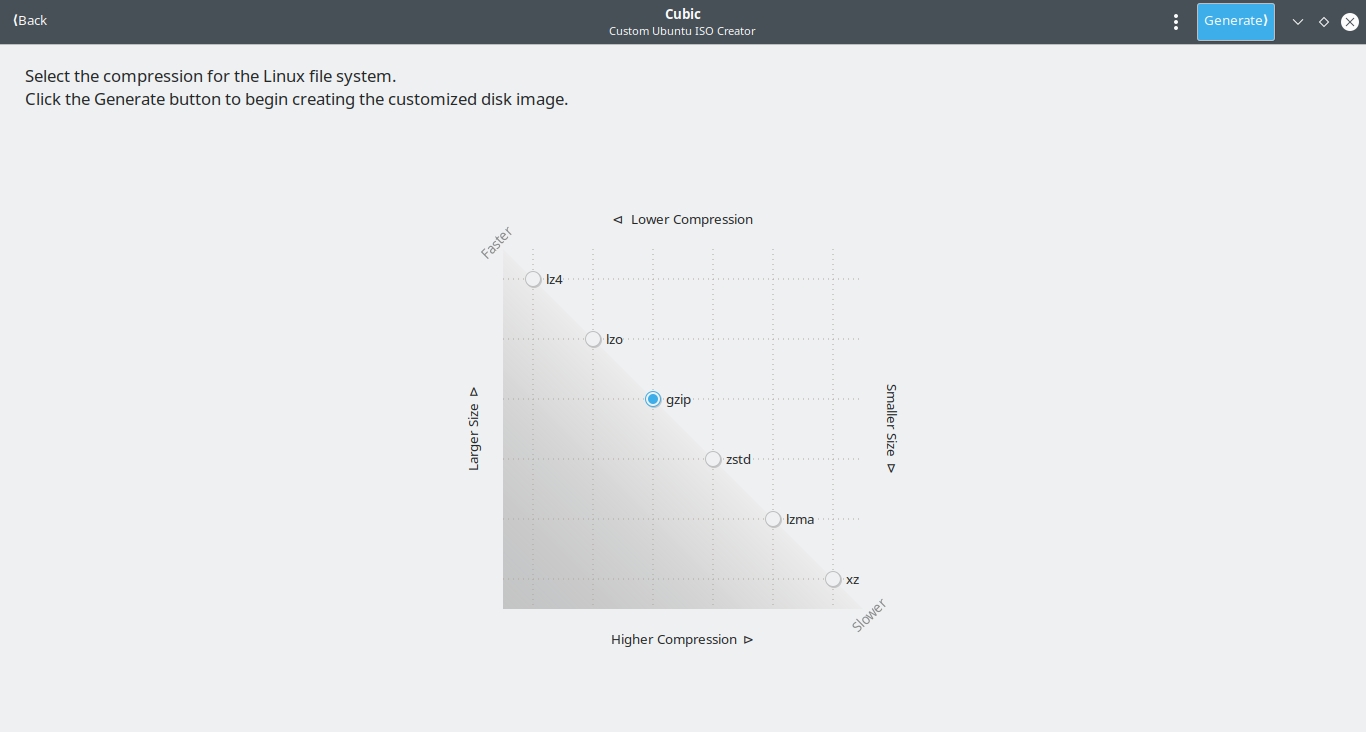 ⟨Back
Cubic
Custom Ubuntu ISO Creator
Generate⟩
Select the compression for the Linux file system.
Click the Generate button to begin creating the customized disk image.
⊲ Lower Compression
Faster
lz4
lzo
gzip
zstd
lzma
xz
Larger Size ⊳
Smaller Size ⊳
Slower
Higher Compression ⊳